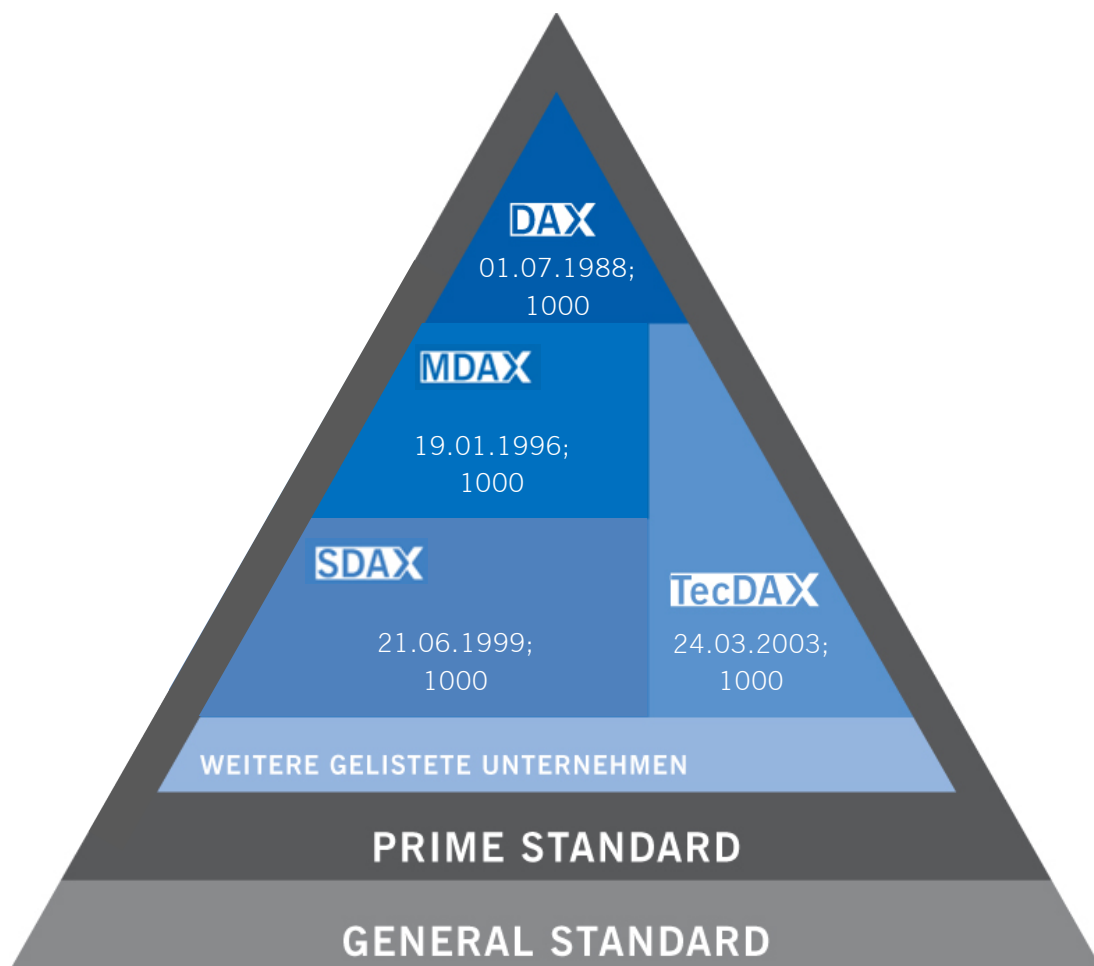 DAX
01.07.1988;
1000
MDAX
19.01.1996;
1000
SDAX
21.06.1999;
1000
TecDAX
24.03.2003;
1000
WEITERE GELISTETE UNTERNEHMEN
PRIME STANDARD
GENERAL STANDARD